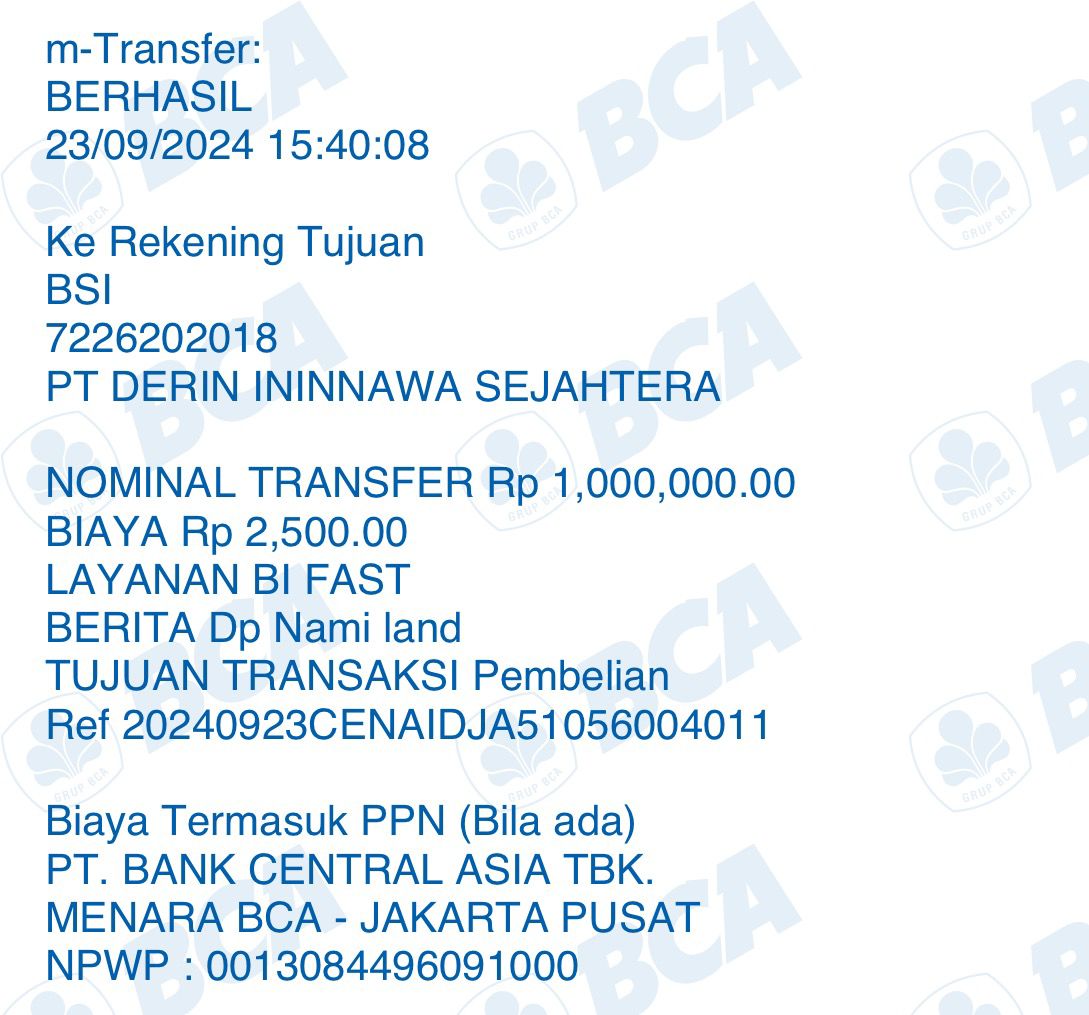 m-Transfer:
BERHASIL
23/09/2024 15:40:08
Ke Rekening Tujuan
BSI
7226202018
PT DERIN ININNAWA SEJAHTERA
NOMINAL TRANSFER Rp 1,000,000.00
BIAYA Rp 2,500.00
LAYANAN BI FAST
BERITA Dp Nami land
TUJUAN TRANSAKSI Pembelian
Ref 20240923CENAIDJA51056004011
Biaya Termasuk PPN (Bila ada)
PT. BANK CENTRAL ASIA TBK.
MENARA BCA - JAKARTA PUSAT
NPWP : 0013084496091000